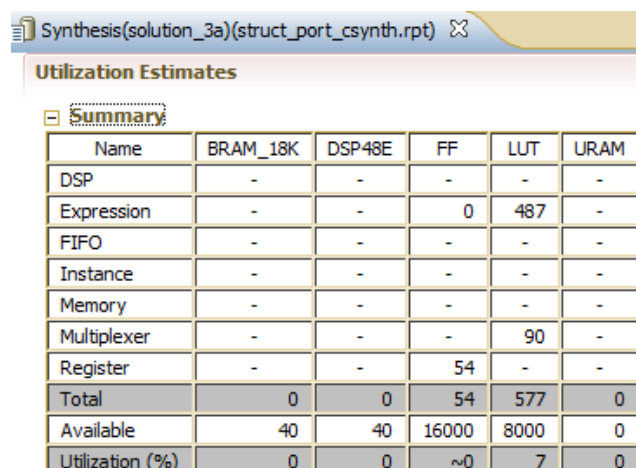 Synthesis(solution_3a)(struct_port_csynth.rpt)
Utilization Estimates
Summary
Name BRAM_18K DSP48E FF LUT URAM
DSP - - - - -
Expression - - 0 487 -
FIFO - - - - -
Instance - - - - -
Memory - - - - -
Multiplexer - - - 90 -
Register - - 54 - -
Total 0 0 54 577 0
Available 40 40 16000 8000 0
Utilization (%) 0 0 ~0 7 0